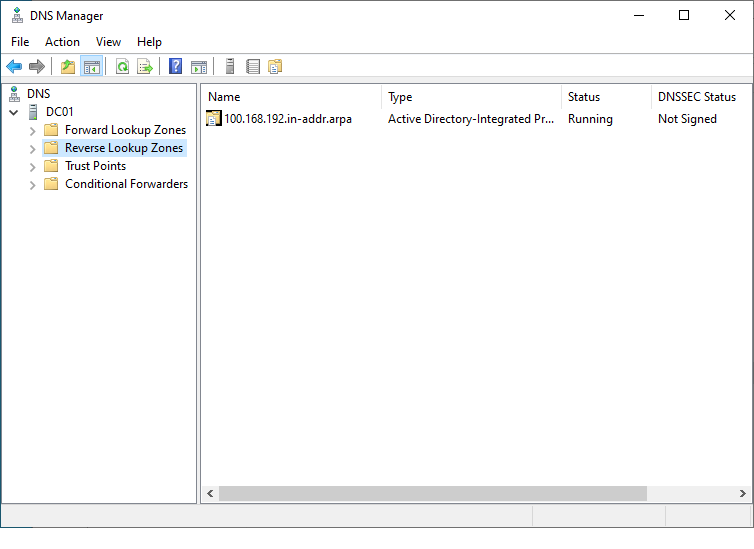 DNS Manager
File Action View Help
DNS
DC01
Forward Lookup Zones
Reverse Lookup Zones
Trust Points
Conditional Forwarders
Name Type Status DNSSEC Status
100.168.192.in-addr.arpa Active Directory-Integrated Pr... Running Not Signed